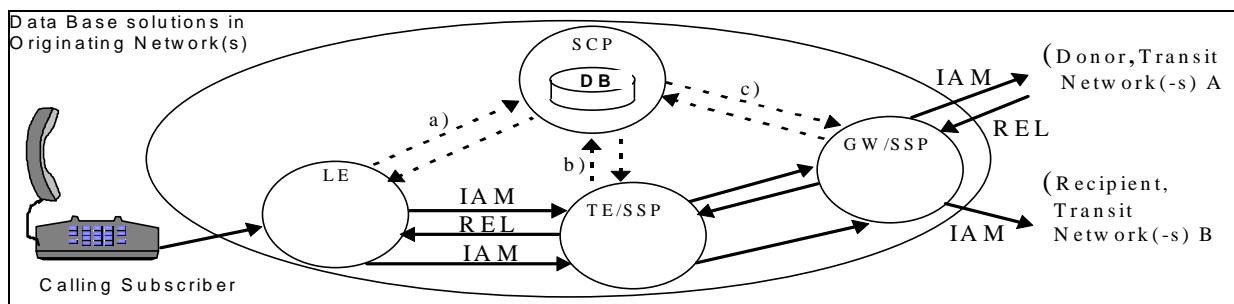 Data Base solutions in
Originating Network(s)
SCP
DB
a)
b)
c)
IAM
REL
(Donor,Transit
Network(-s) A
GW/SSP
LE
IAM
REL
IAM
TE/SSP
(Recipient,
Transit
Network(-s) B
IAM
Calling Subscriber